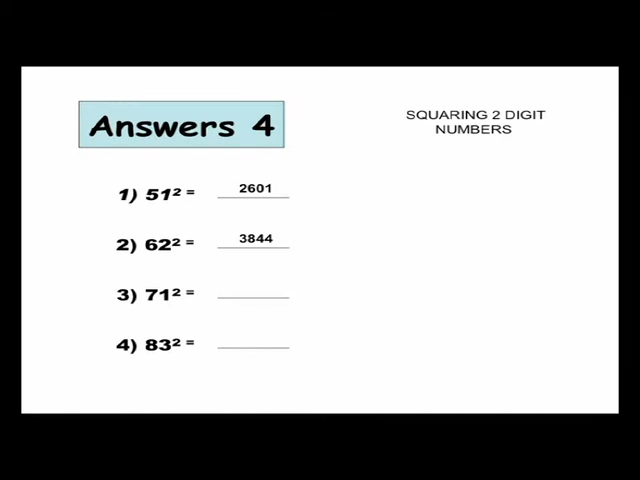 Answers 4
SQUARING 2 DIGIT
NUMBERS
1) 51² = 2601
2) 62² = 3844
3) 71² =
4) 83² =